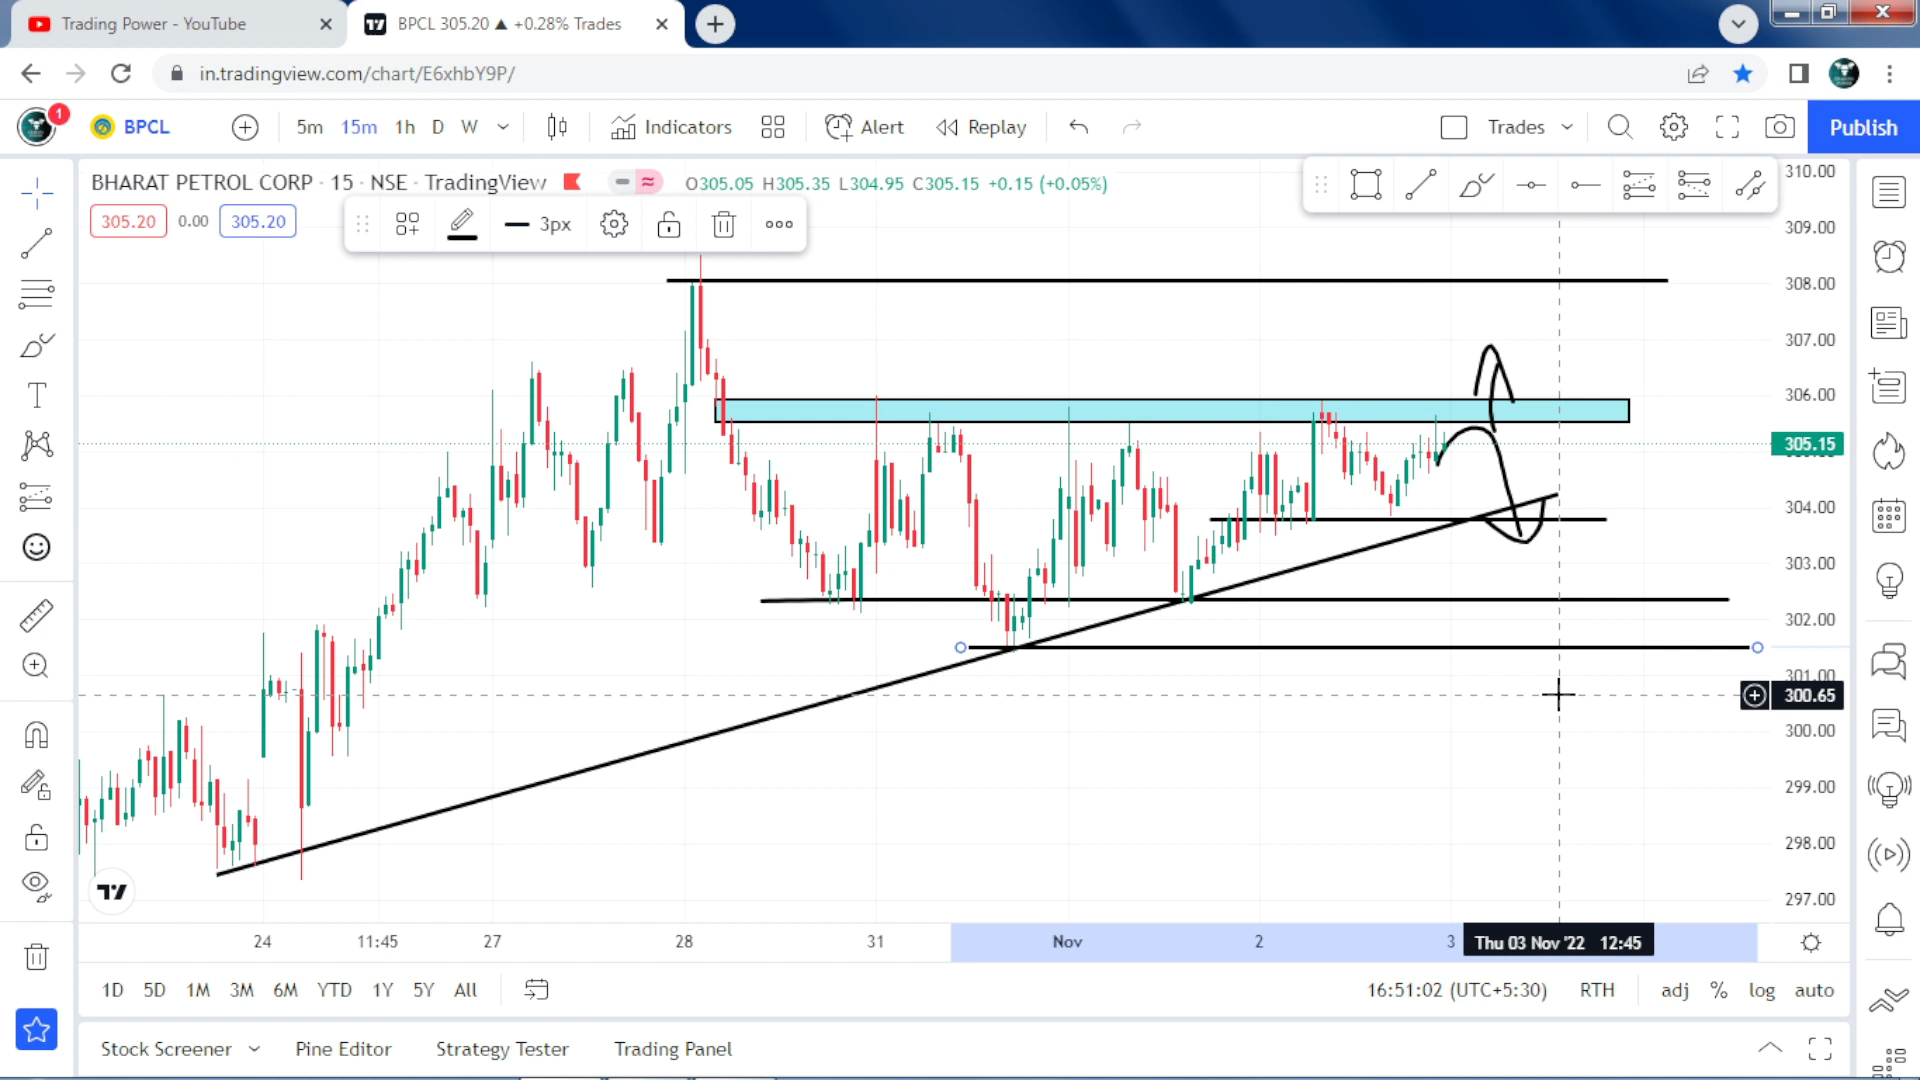 Trading Power - YouTube
BPCL 305.20 ▲ +0.28% Trades
in.tradingview.com/chart/E6xhbY9P/
1
BPCL
5m 15m 1h D W
Indicators
Alert
Replay
Trades
Publish
BHARAT PETROL CORP · 15 · NSE · TradingView
O305.05 H305.35 L304.95 C305.15 +0.15 (+0.05%)
305.20 0.00 305.20
3px
310.00
309.00
308.00
307.00
306.00
305.15
304.00
303.00
302.00
301.00
300.65
300.00
299.00
298.00
297.00
24 11:45 27 28 31 Nov 2 3 Thu 03 Nov '22 12:45
1D 5D 1M 3M 6M YTD 1Y 5Y All
16:51:02 (UTC+5:30) RTH adj % log auto
Stock Screener Pine Editor Strategy Tester Trading Panel